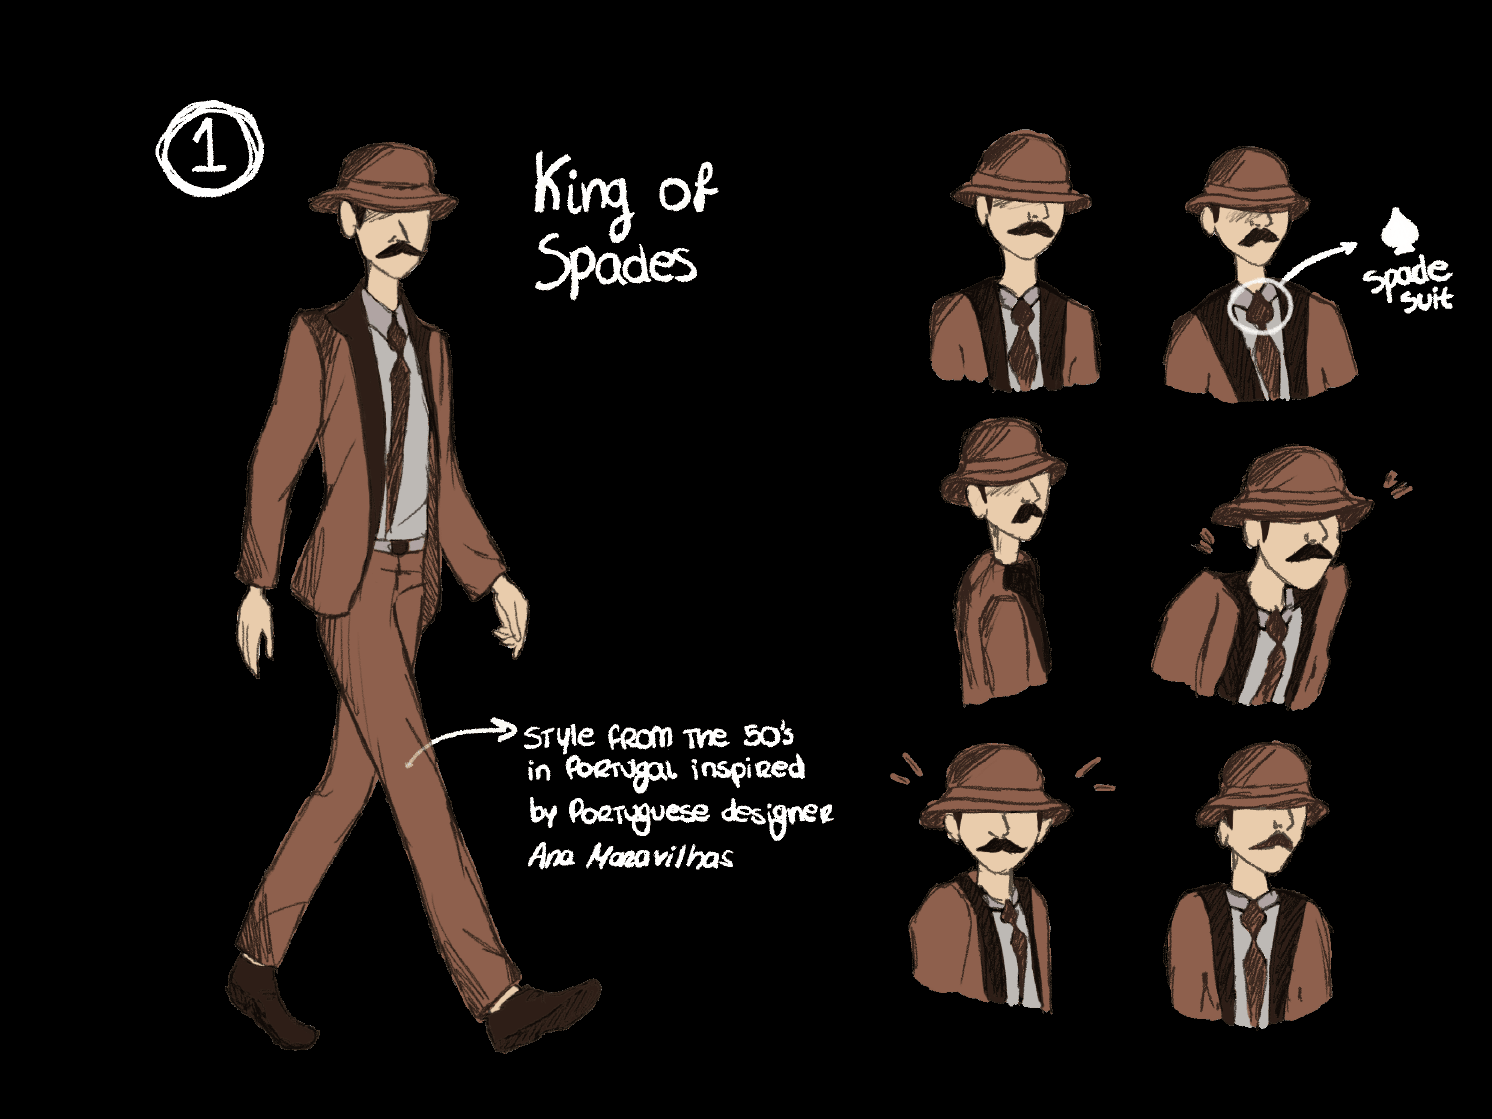 1
King of
Spades
spade
suit
Style from the 50's
in Portugal inspired
by Portuguese designer
Ana Maravilhas